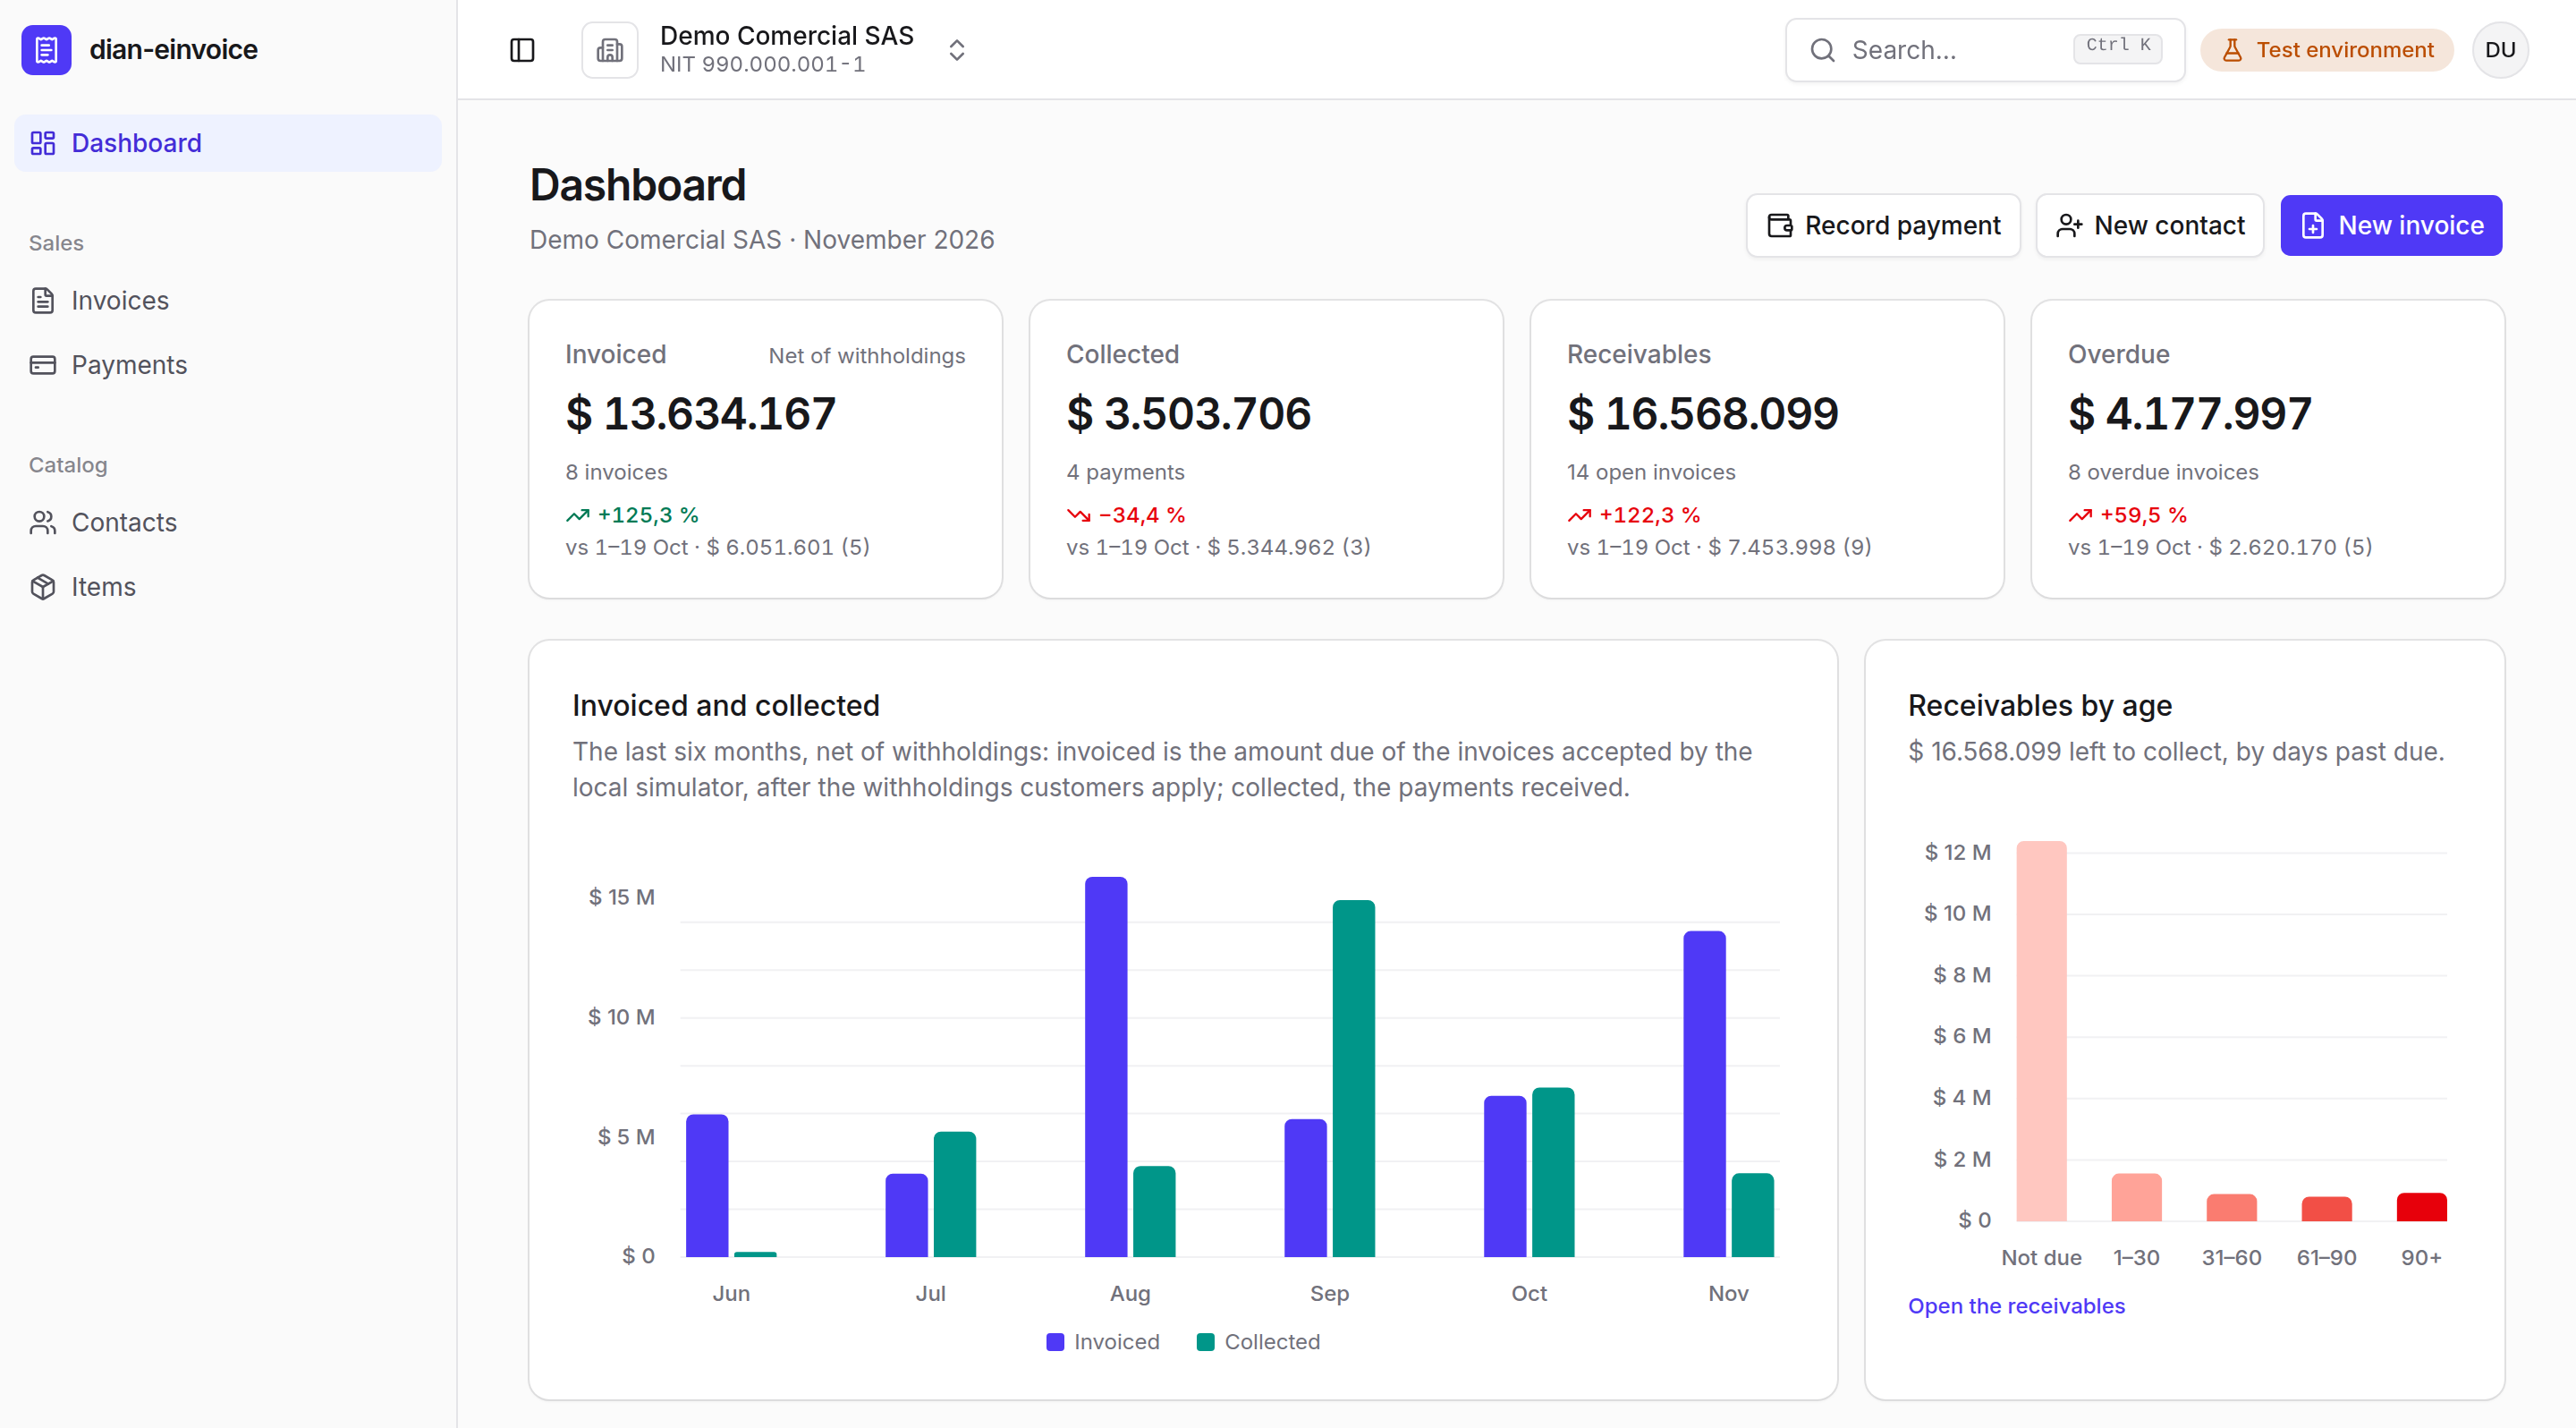 dian-einvoice
Demo Comercial SAS
NIT 990.000.001-1
Search...
Ctrl K
Test environment
DU
Dashboard
Sales
Invoices
Payments
Catalog
Contacts
Items
Dashboard
Demo Comercial SAS · November 2026
Record payment
New contact
New invoice
Invoiced
Net of withholdings
$ 13.634.167
8 invoices
+125,3 %
vs 1–19 Oct · $ 6.051.601 (5)
Collected
$ 3.503.706
4 payments
−34,4 %
vs 1–19 Oct · $ 5.344.962 (3)
Receivables
$ 16.568.099
14 open invoices
+122,3 %
vs 1–19 Oct · $ 7.453.998 (9)
Overdue
$ 4.177.997
8 overdue invoices
+59,5 %
vs 1–19 Oct · $ 2.620.170 (5)
Invoiced and collected
The last six months, net of withholdings: invoiced is the amount due of the invoices accepted by the
local simulator, after the withholdings customers apply; collected, the payments received.
$ 15 M
$ 10 M
$ 5 M
$ 0
Jun Jul Aug Sep Oct Nov
Invoiced Collected
Receivables by age
$ 16.568.099 left to collect, by days past due.
$ 12 M
$ 10 M
$ 8 M
$ 6 M
$ 4 M
$ 2 M
$ 0
Not due 1–30 31–60 61–90 90+
Open the receivables